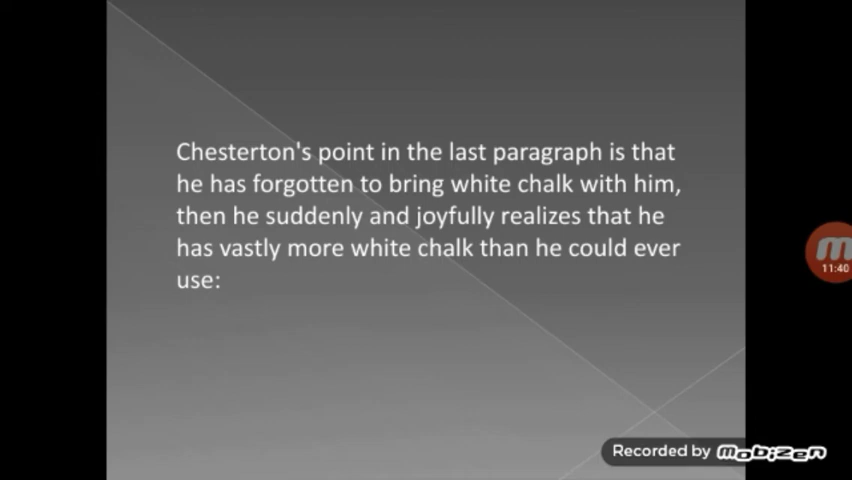 Chesterton's point in the last paragraph is that
he has forgotten to bring white chalk with him,
then he suddenly and joyfully realizes that he
has vastly more white chalk than he could ever
use:
11:40
Recorded by mobizen